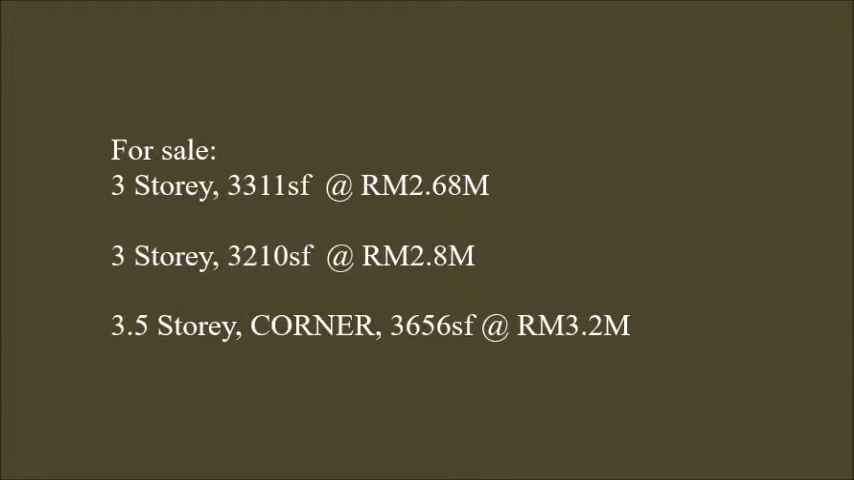 For sale:
3 Storey, 3311sf @ RM2.68M
3 Storey, 3210sf @ RM2.8M
3.5 Storey, CORNER, 3656sf @ RM3.2M